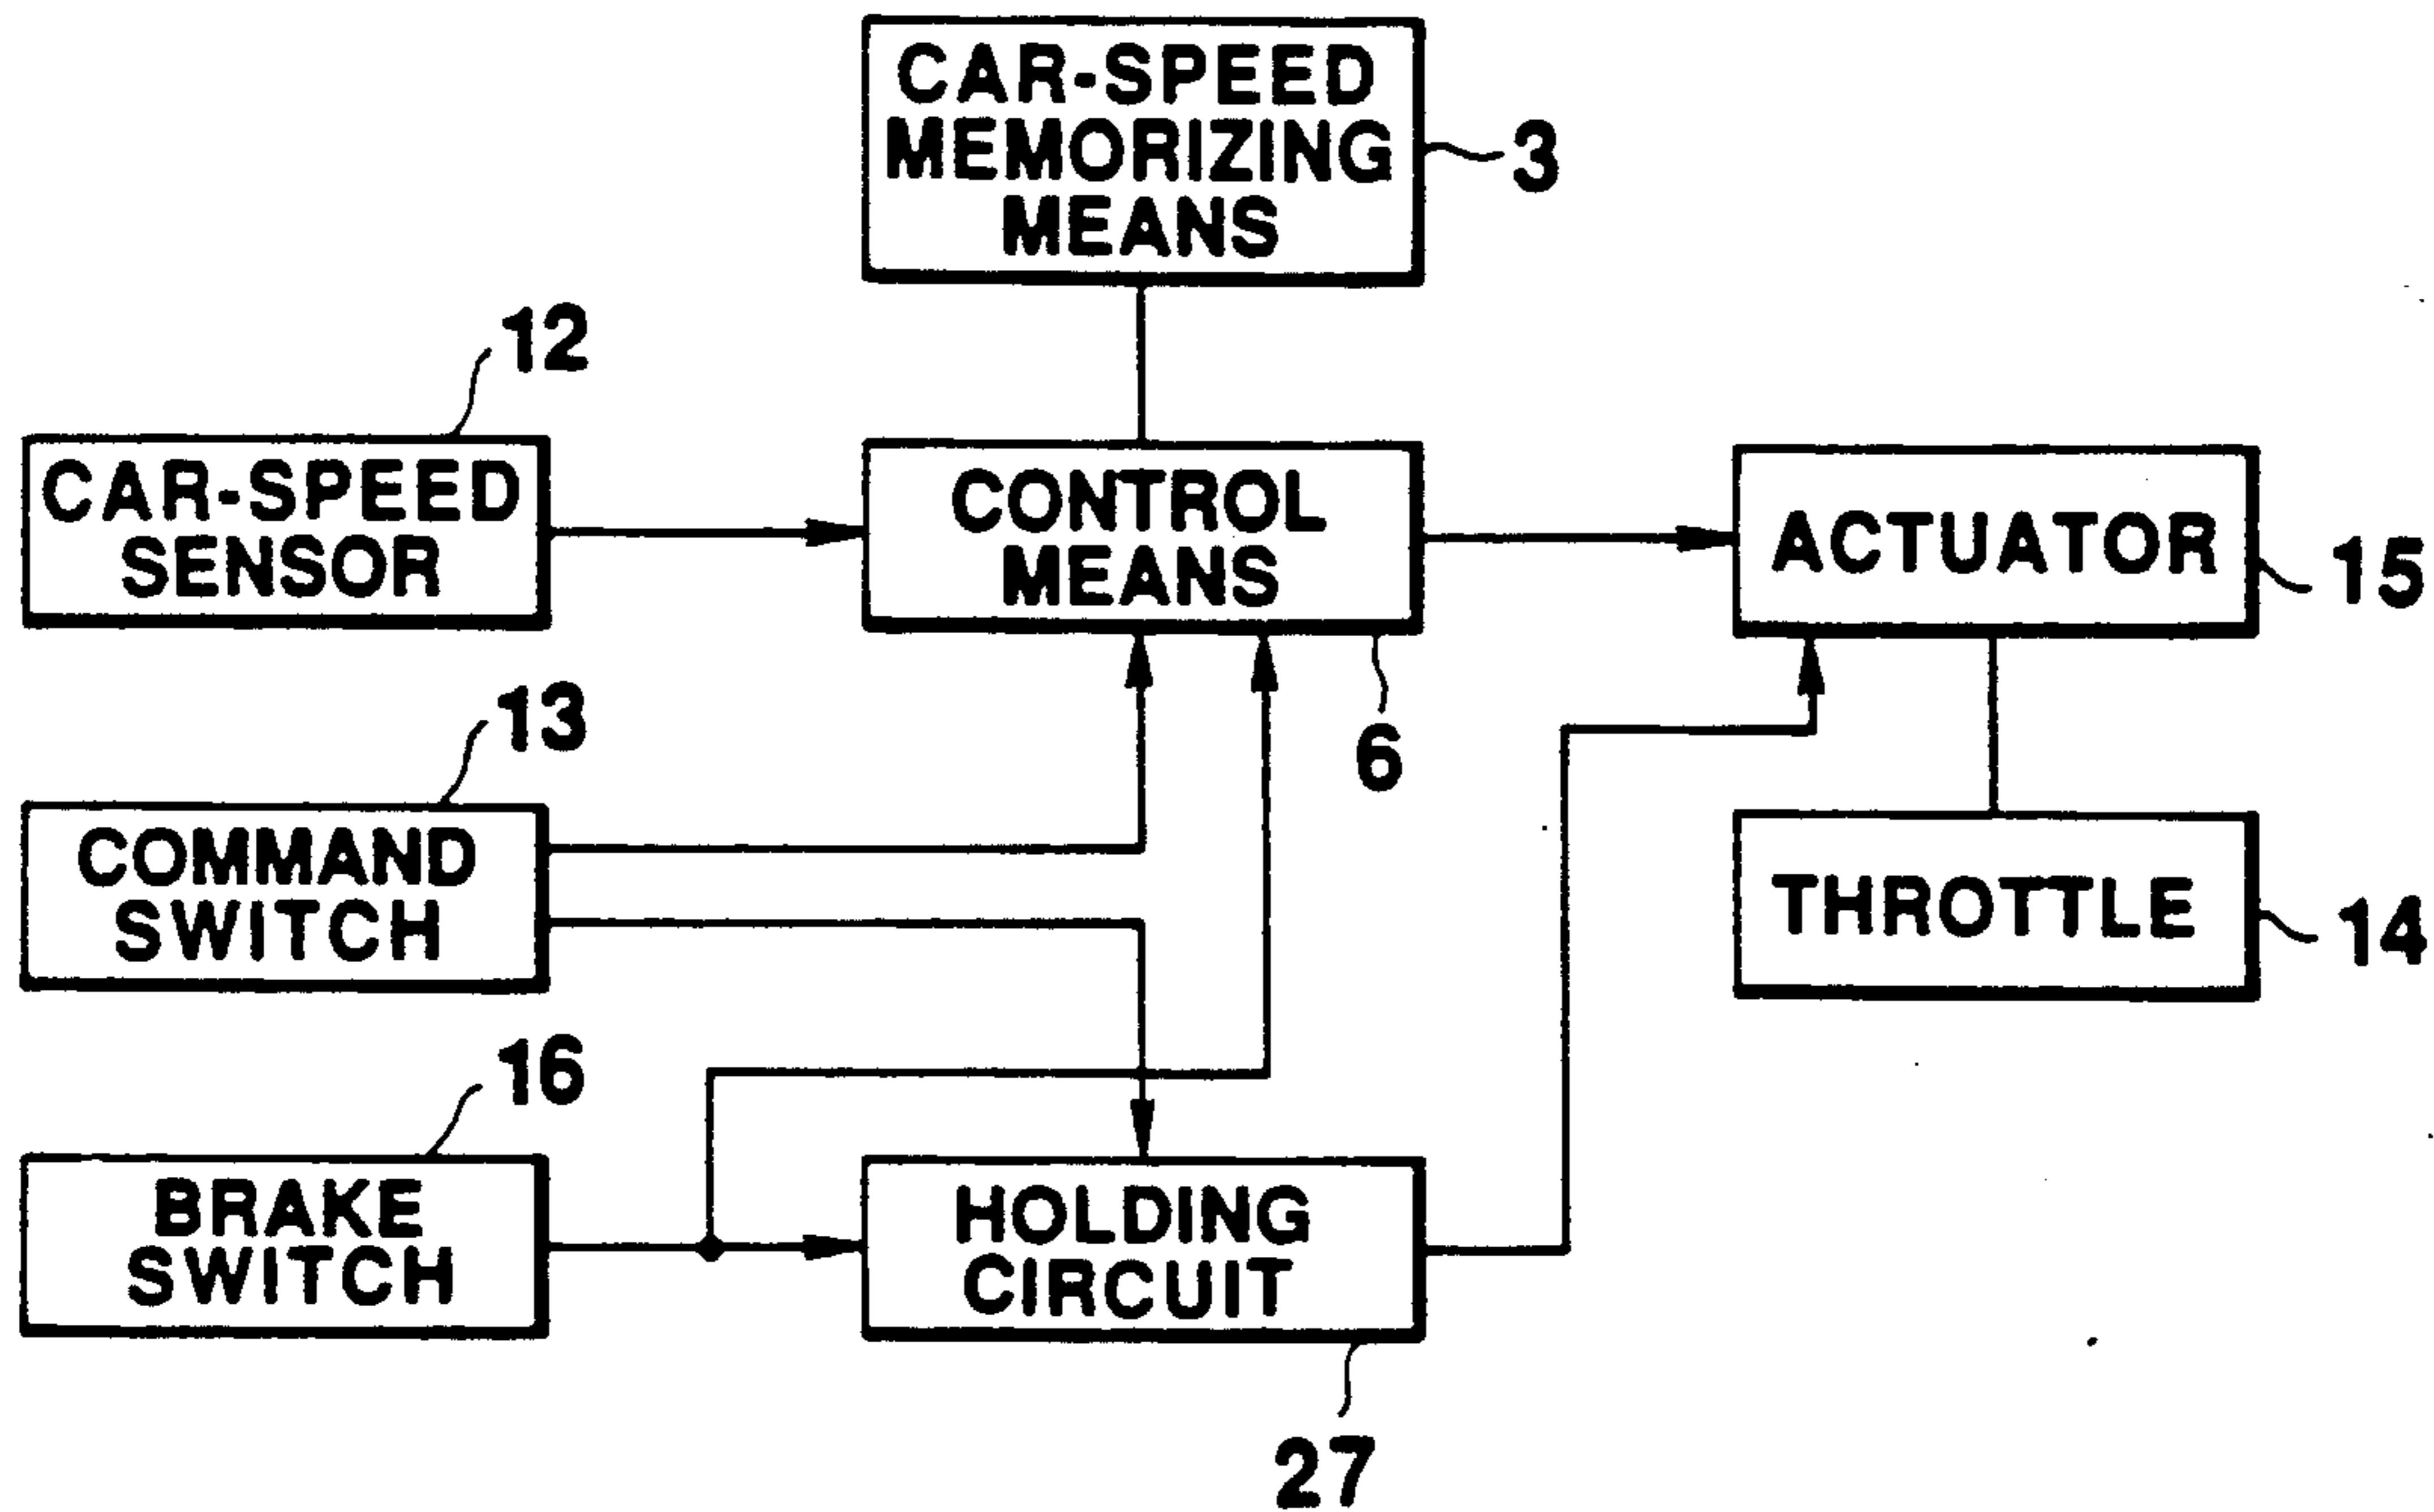 CAR-SPEED
MEMORIZING
MEANS
3
12
CAR-SPEED
SENSOR
CONTROL
MEANS
6
ACTUATOR
15
13
COMMAND
SWITCH
THROTTLE
14
16
BRAKE
SWITCH
HOLDING
CIRCUIT
27